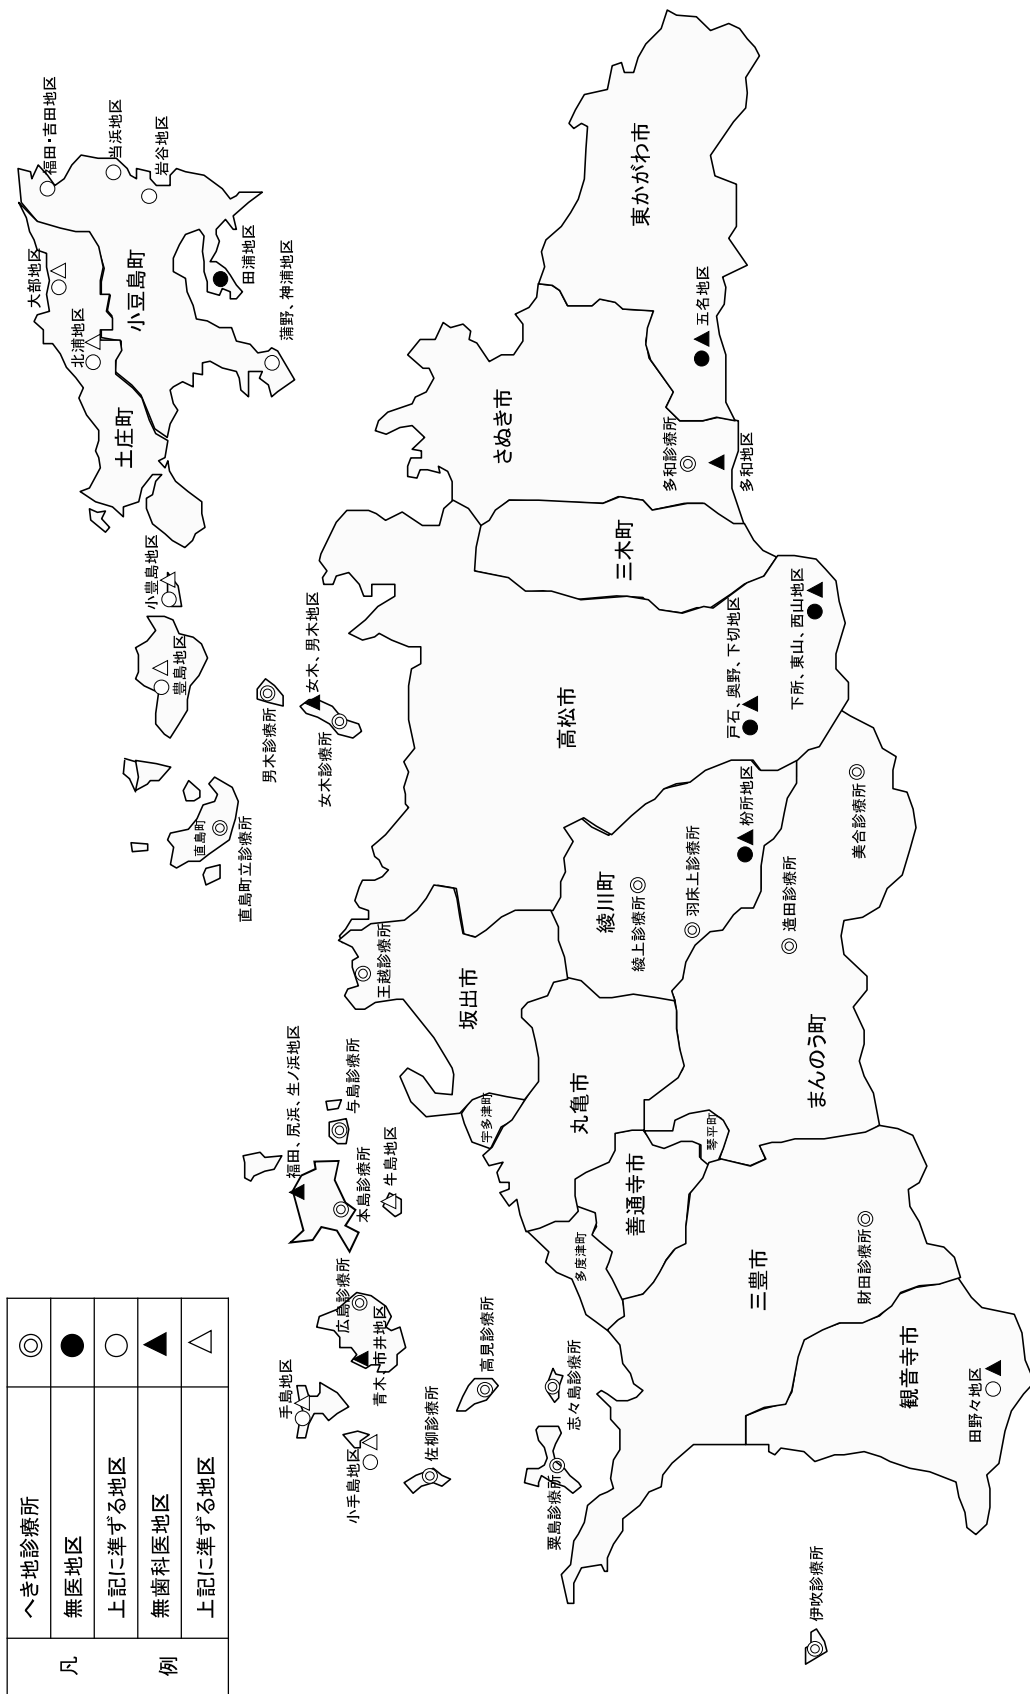 凡例
へき地診療所
無医地区
上記に準ずる地区
無歯科医地区
上記に準ずる地区
福田・吉田地区
当浜地区
岩谷地区
大部地区
小豆島町
田浦地区
北浦地区
蒲野、神浦地区
土庄町
小豊島地区
豊島地区
直島町
直島町立診療所
男木診療所
女木、男木地区
女木診療所
東かがわ市
五名地区
さぬき市
多和診療所
多和地区
三木町
高松市
戸石、奥野、下切地区
下所、東山、西山地区
枌所地区
綾川町
綾上診療所
羽床上診療所
造田診療所
美合診療所
まんのう町
王越診療所
坂出市
与島診療所
宇多津町
丸亀市
琴平町
善通寺市
多度津町
福田、尻浜、生ノ浜地区
本島診療所
牛島地区
広島診療所
青木、市井地区
手島地区
小手島地区
佐柳診療所
高見診療所
志々島診療所
粟島診療所
三豊市
財田診療所
観音寺市
田野々地区
伊吹診療所